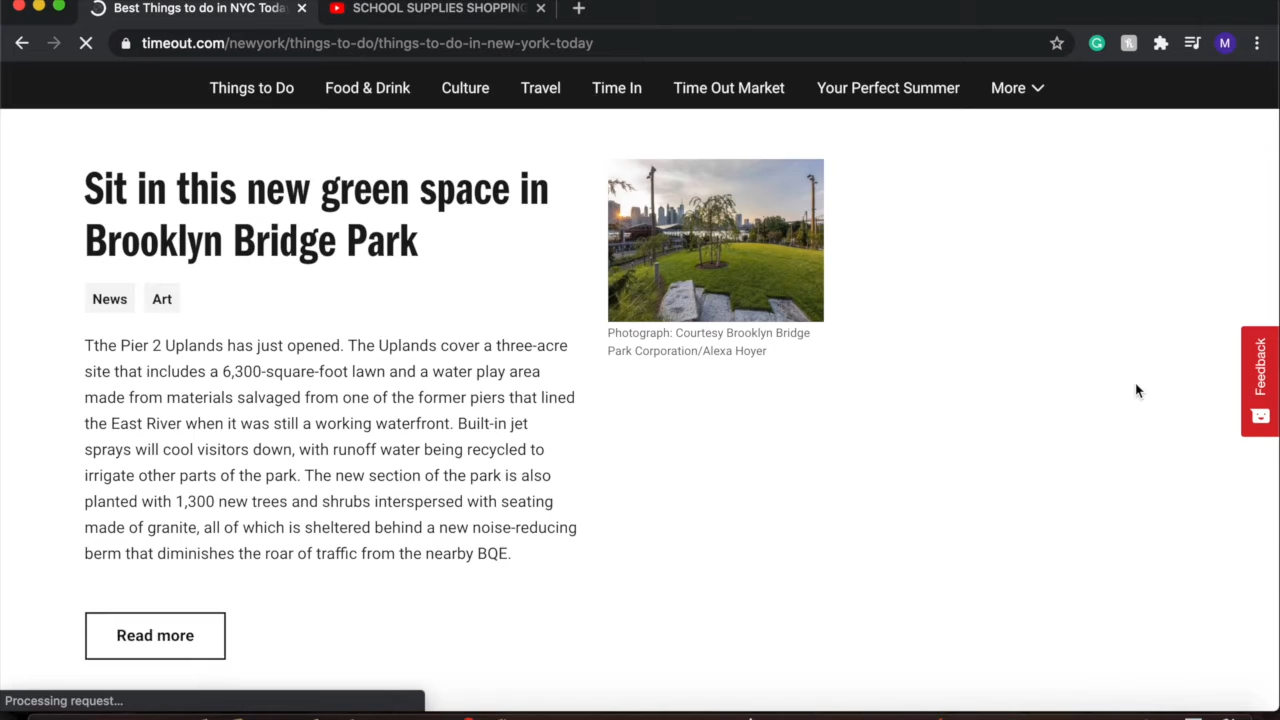 Best Things to do in NYC Toda
SCHOOL SUPPLIES SHOPPING
timeout.com/newyork/things-to-do/things-to-do-in-new-york-today
M
Things to Do Food & Drink Culture Travel Time In Time Out Market Your Perfect Summer More
Sit in this new green space in
Brooklyn Bridge Park
News Art
Tthe Pier 2 Uplands has just opened. The Uplands cover a three-acre
site that includes a 6,300-square-foot lawn and a water play area
made from materials salvaged from one of the former piers that lined
the East River when it was still a working waterfront. Built-in jet
sprays will cool visitors down, with runoff water being recycled to
irrigate other parts of the park. The new section of the park is also
planted with 1,300 new trees and shrubs interspersed with seating
made of granite, all of which is sheltered behind a new noise-reducing
berm that diminishes the roar of traffic from the nearby BQE.
Photograph: Courtesy Brooklyn Bridge
Park Corporation/Alexa Hoyer
Feedback
Read more
Processing request...